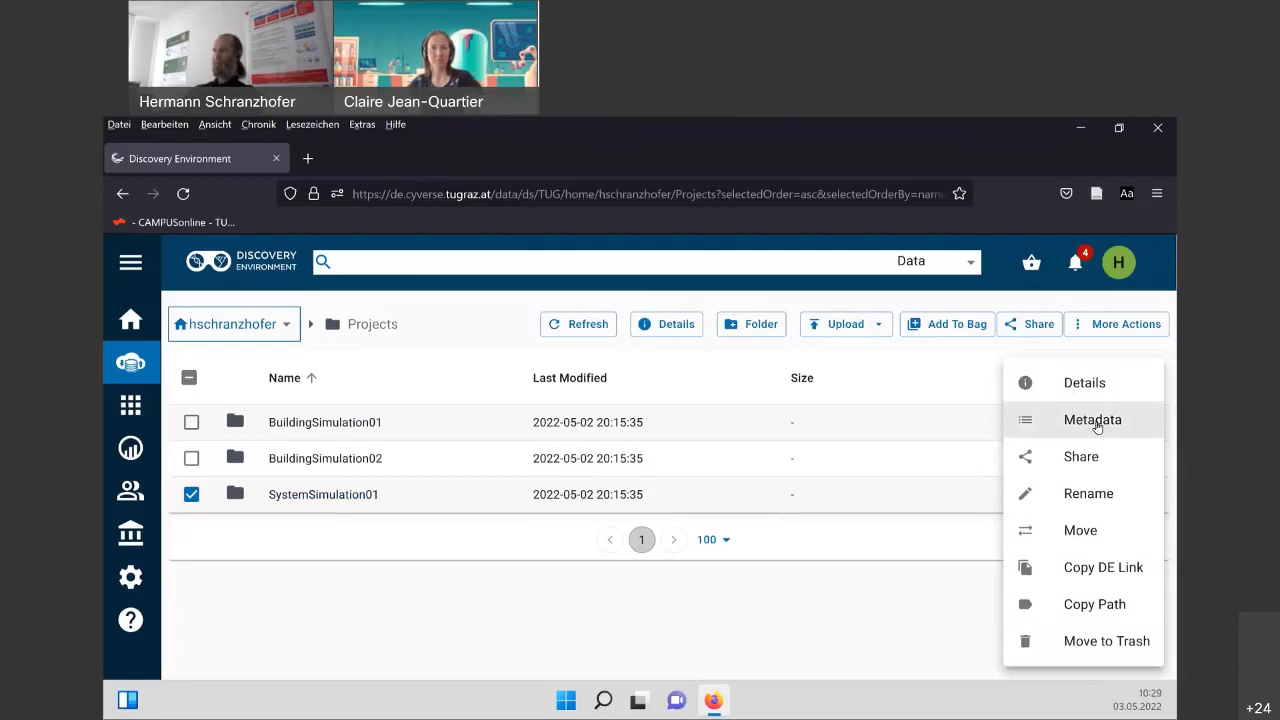 Hermann Schranzhofer
Claire Jean-Quartier
Datei Bearbeiten Ansicht Chronik Lesezeichen Extras Hilfe
Discovery Environment
https://de.cyverse.tugraz.at/data/ds/TUG/home/hschranzhofer/Projects?selectedOrder=asc&selectedOrderBy=nam
Aa
- CAMPUSonline - TU...
DISCOVERY
ENVIRONMENT
Data
4
H
hschranzhofer
Projects
Refresh
Details
Folder
Upload
Add To Bag
Share
More Actions
Name
Last Modified
Size
BuildingSimulation01 2022-05-02 20:15:35 -
BuildingSimulation02 2022-05-02 20:15:35 -
SystemSimulation01 2022-05-02 20:15:35 -
1
100
Details
Metadata
Share
Rename
Move
Copy DE Link
Copy Path
Move to Trash
10:29
03.05.2022
+24